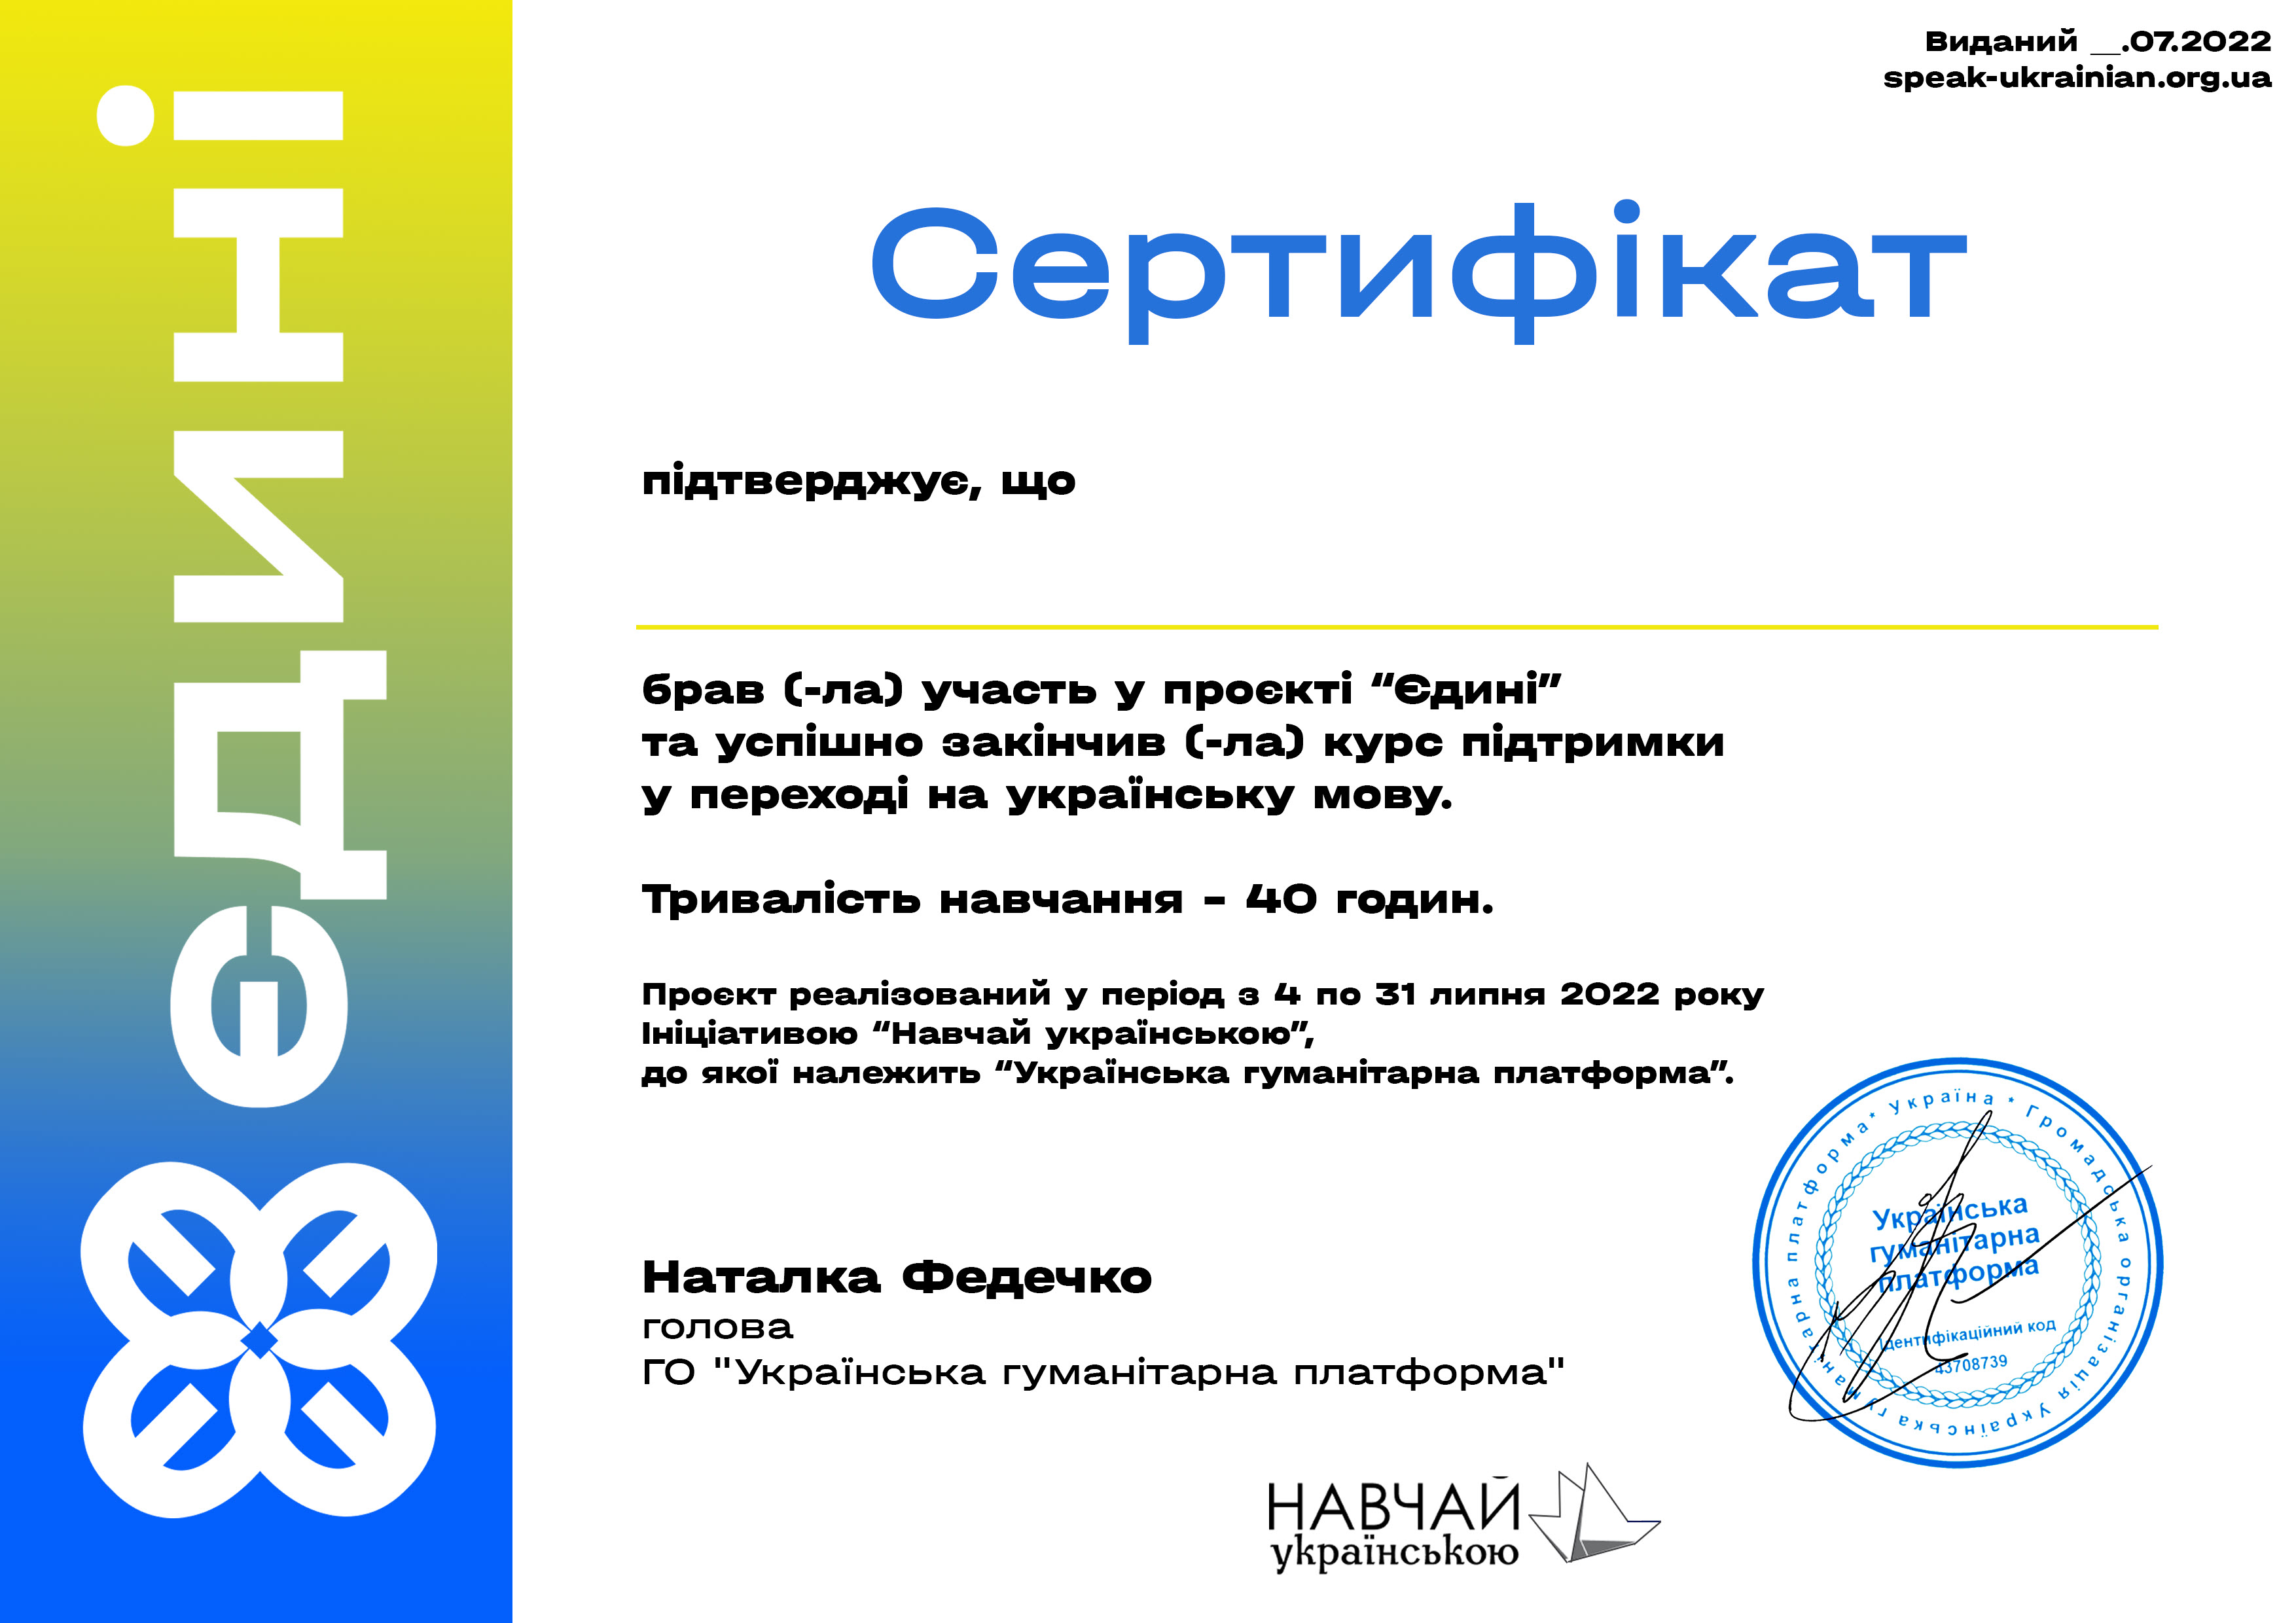 Виданий __.07.2022
speak-ukrainian.org.ua
єдині
Сертифікат
підтверджує, що
брав (-ла) участь у проєкті “Єдині”
та успішно закінчив (-ла) курс підтримки
у переході на українську мову.
Тривалість навчання – 40 годин.
Проєкт реалізований у період з 4 по 31 липня 2022 року
Ініціативою “Навчай українською”,
до якої належить “Українська гуманітарна платформа”.
Наталка Федечко
голова
ГО "Українська гуманітарна платформа"
* Україна * Громадська організація Українська гуманітарна платформа
Українська
гуманітарна
платформа
Ідентифікаційний код
43708739
НАВЧАЙ
українською